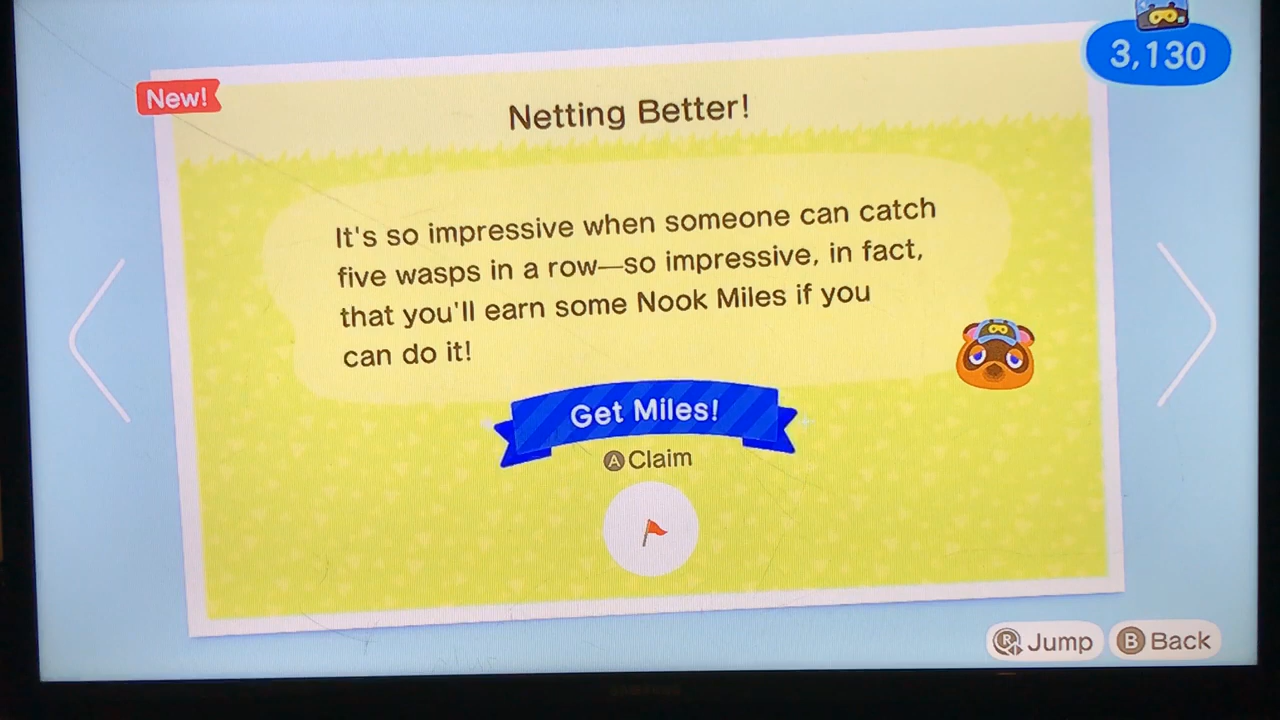 3,130
New!
Netting Better!
It's so impressive when someone can catch
five wasps in a row—so impressive, in fact,
that you'll earn some Nook Miles if you
can do it!
Get Miles!
A Claim
R Jump
B Back
SAMSUNG